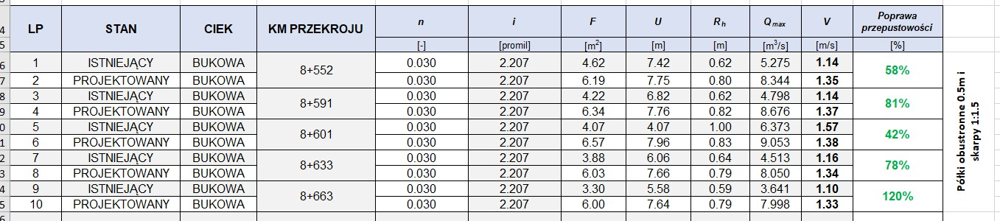 LP STAN CIEK KM PRZEKROJU n i F U Rh Qmax V Poprawa przepustowości
[-] [promil] [m²] [m] [m] [m³/s] [m/s] [%]
1 ISTNIEJĄCY BUKOWA 8+552 0.030 2.207 4.62 7.42 0.62 5.275 1.14 58%
2 PROJEKTOWANY BUKOWA 0.030 2.207 6.19 7.75 0.80 8.344 1.35
3 ISTNIEJĄCY BUKOWA 8+591 0.030 2.207 4.22 6.82 0.62 4.798 1.14 81%
4 PROJEKTOWANY BUKOWA 0.030 2.207 6.34 7.76 0.82 8.676 1.37
5 ISTNIEJĄCY BUKOWA 8+601 0.030 2.207 4.07 4.07 1.00 6.373 1.57 42%
6 PROJEKTOWANY BUKOWA 0.030 2.207 6.57 7.96 0.83 9.053 1.38
7 ISTNIEJĄCY BUKOWA 8+633 0.030 2.207 3.88 6.06 0.64 4.513 1.16 78%
8 PROJEKTOWANY BUKOWA 0.030 2.207 6.03 7.66 0.79 8.050 1.34
9 ISTNIEJĄCY BUKOWA 8+663 0.030 2.207 3.30 5.58 0.59 3.641 1.10 120%
10 PROJEKTOWANY BUKOWA 0.030 2.207 6.00 7.64 0.79 7.998 1.33
Półki obustronne 0.5m i
skarpy 1:1.5